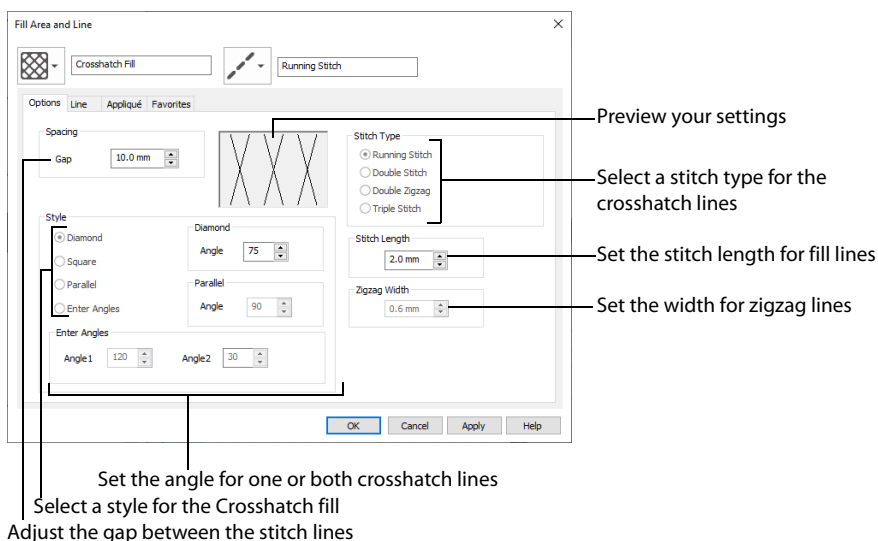 Fill Area and Line
Crosshatch Fill
Running Stitch
Options Line Appliqué Favorites
Spacing
Gap 10.0 mm
Stitch Type
Running Stitch
Double Stitch
Double Zigzag
Triple Stitch
Style
Diamond
Square
Parallel
Enter Angles
Diamond
Angle 75
Parallel
Angle 90
Stitch Length
2.0 mm
Zigzag Width
0.6 mm
Enter Angles
Angle1 120 Angle2 30
OK Cancel Apply Help
Preview your settings
Select a stitch type for the
crosshatch lines
Set the stitch length for fill lines
Set the width for zigzag lines
Set the angle for one or both crosshatch lines
Select a style for the Crosshatch fill
Adjust the gap between the stitch lines